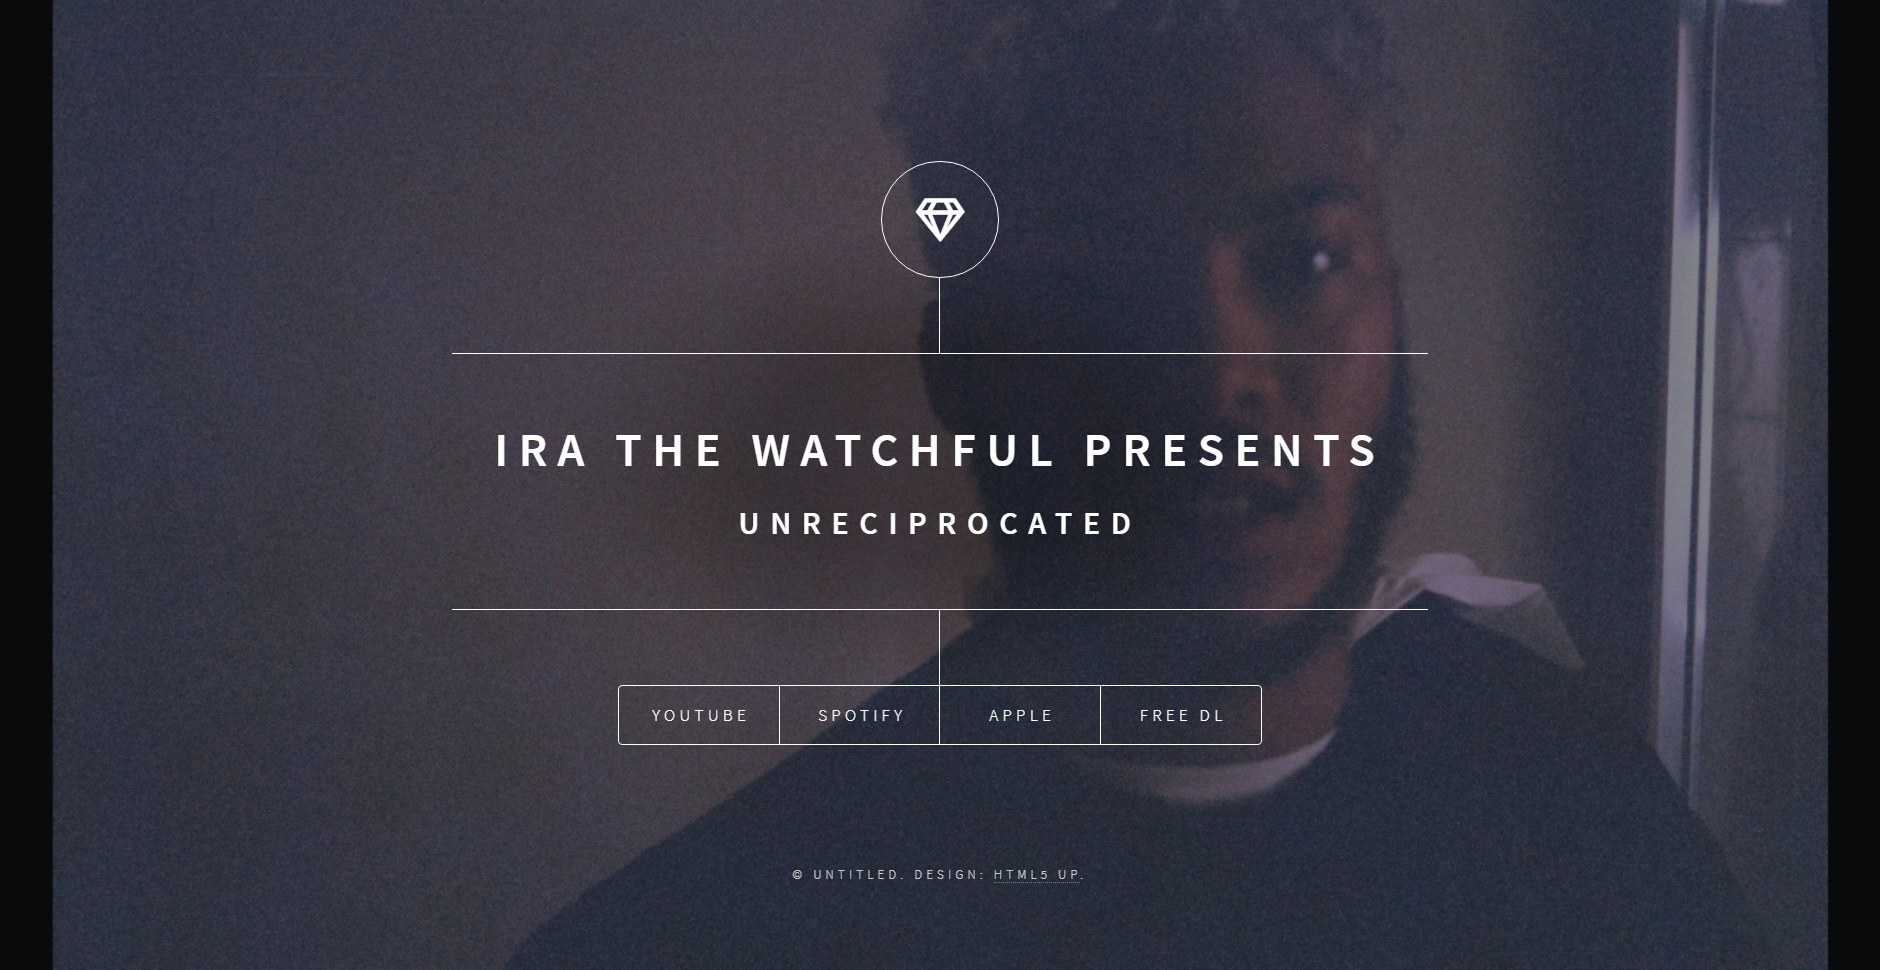 IRA THE WATCHFUL PRESENTS
UNRECIPROCATED
YOUTUBE SPOTIFY APPLE FREE DL
© UNTITLED. DESIGN: HTML5 UP.